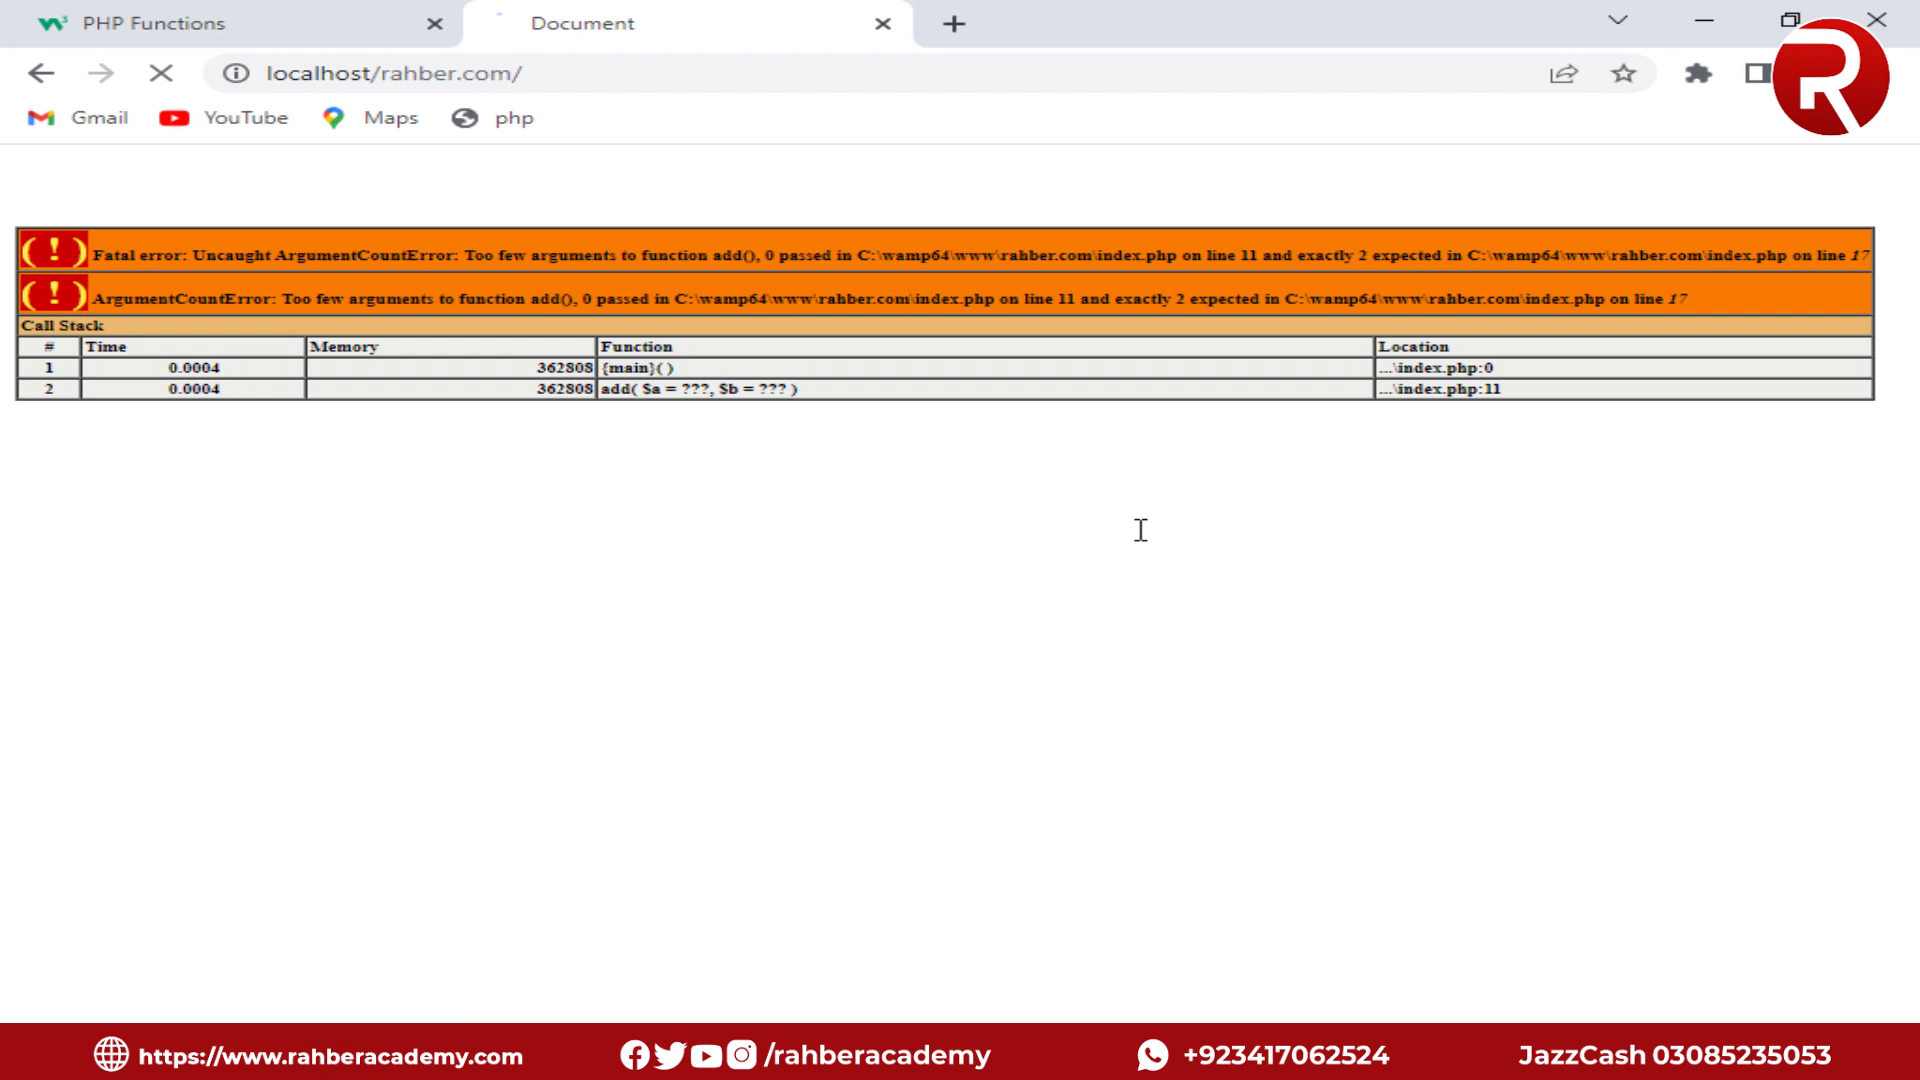 PHP Functions
Document
localhost/rahber.com/
R
Gmail YouTube Maps php
( ! ) Fatal error: Uncaught ArgumentCountError: Too few arguments to function add(), 0 passed in C:\wamp64\www\rahber.com\index.php on line 11 and exactly 2 expected in C:\wamp64\www\rahber.com\index.php on line 17
( ! ) ArgumentCountError: Too few arguments to function add(), 0 passed in C:\wamp64\www\rahber.com\index.php on line 11 and exactly 2 expected in C:\wamp64\www\rahber.com\index.php on line 17
Call Stack
# Time Memory Function Location
1 0.0004 362808 {main}( ) ...\index.php:0
2 0.0004 362808 add( $a = ???, $b = ??? ) ...\index.php:11
https://www.rahberacademy.com /rahberacademy +923417062524 JazzCash 03085235053